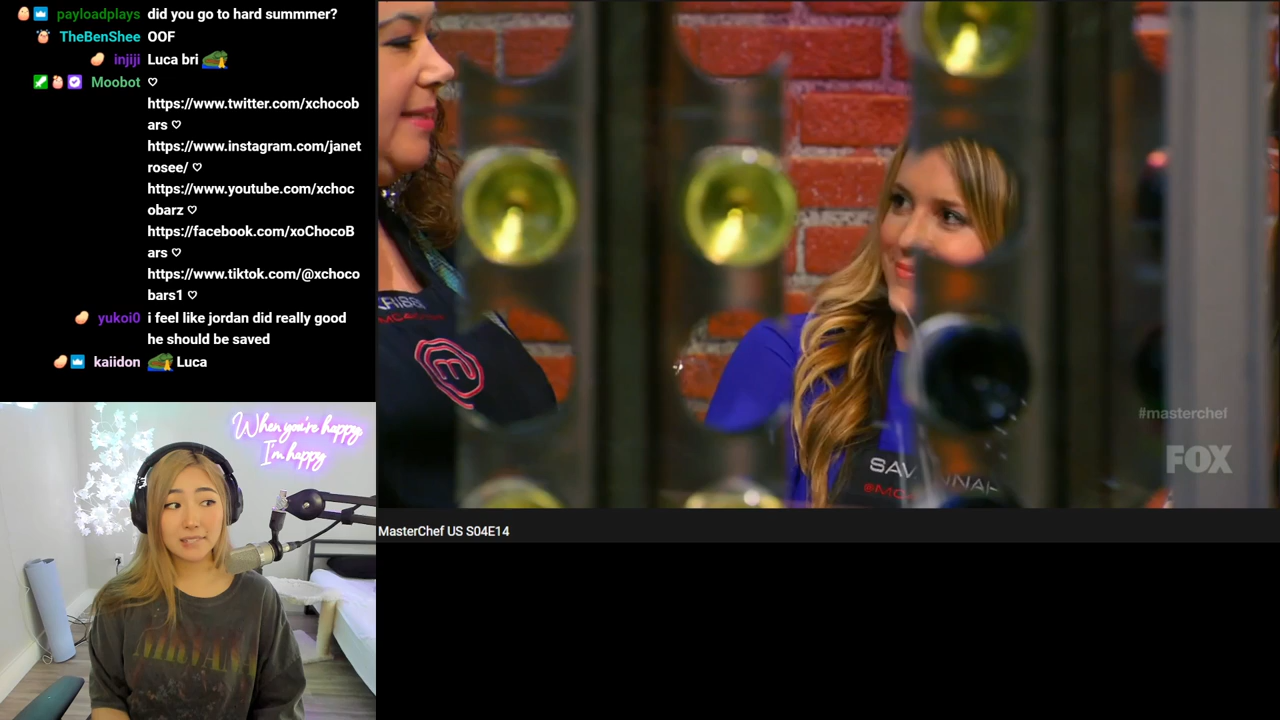 payloadplays did you go to hard summmer?
TheBenShee OOF
injiji Luca bri
Moobot ♡
https://www.twitter.com/xchocob
ars ♡
https://www.instagram.com/janet
rosee/ ♡
https://www.youtube.com/xchoc
obarz ♡
https://facebook.com/xoChocoB
ars ♡
https://www.tiktok.com/@xchoco
bars1 ♡
yukoi0 i feel like jordan did really good
he should be saved
kaiidon Luca
When you're happy
I'm happy
NIRVANA
#masterchef
FOX
MasterChef US S04E14